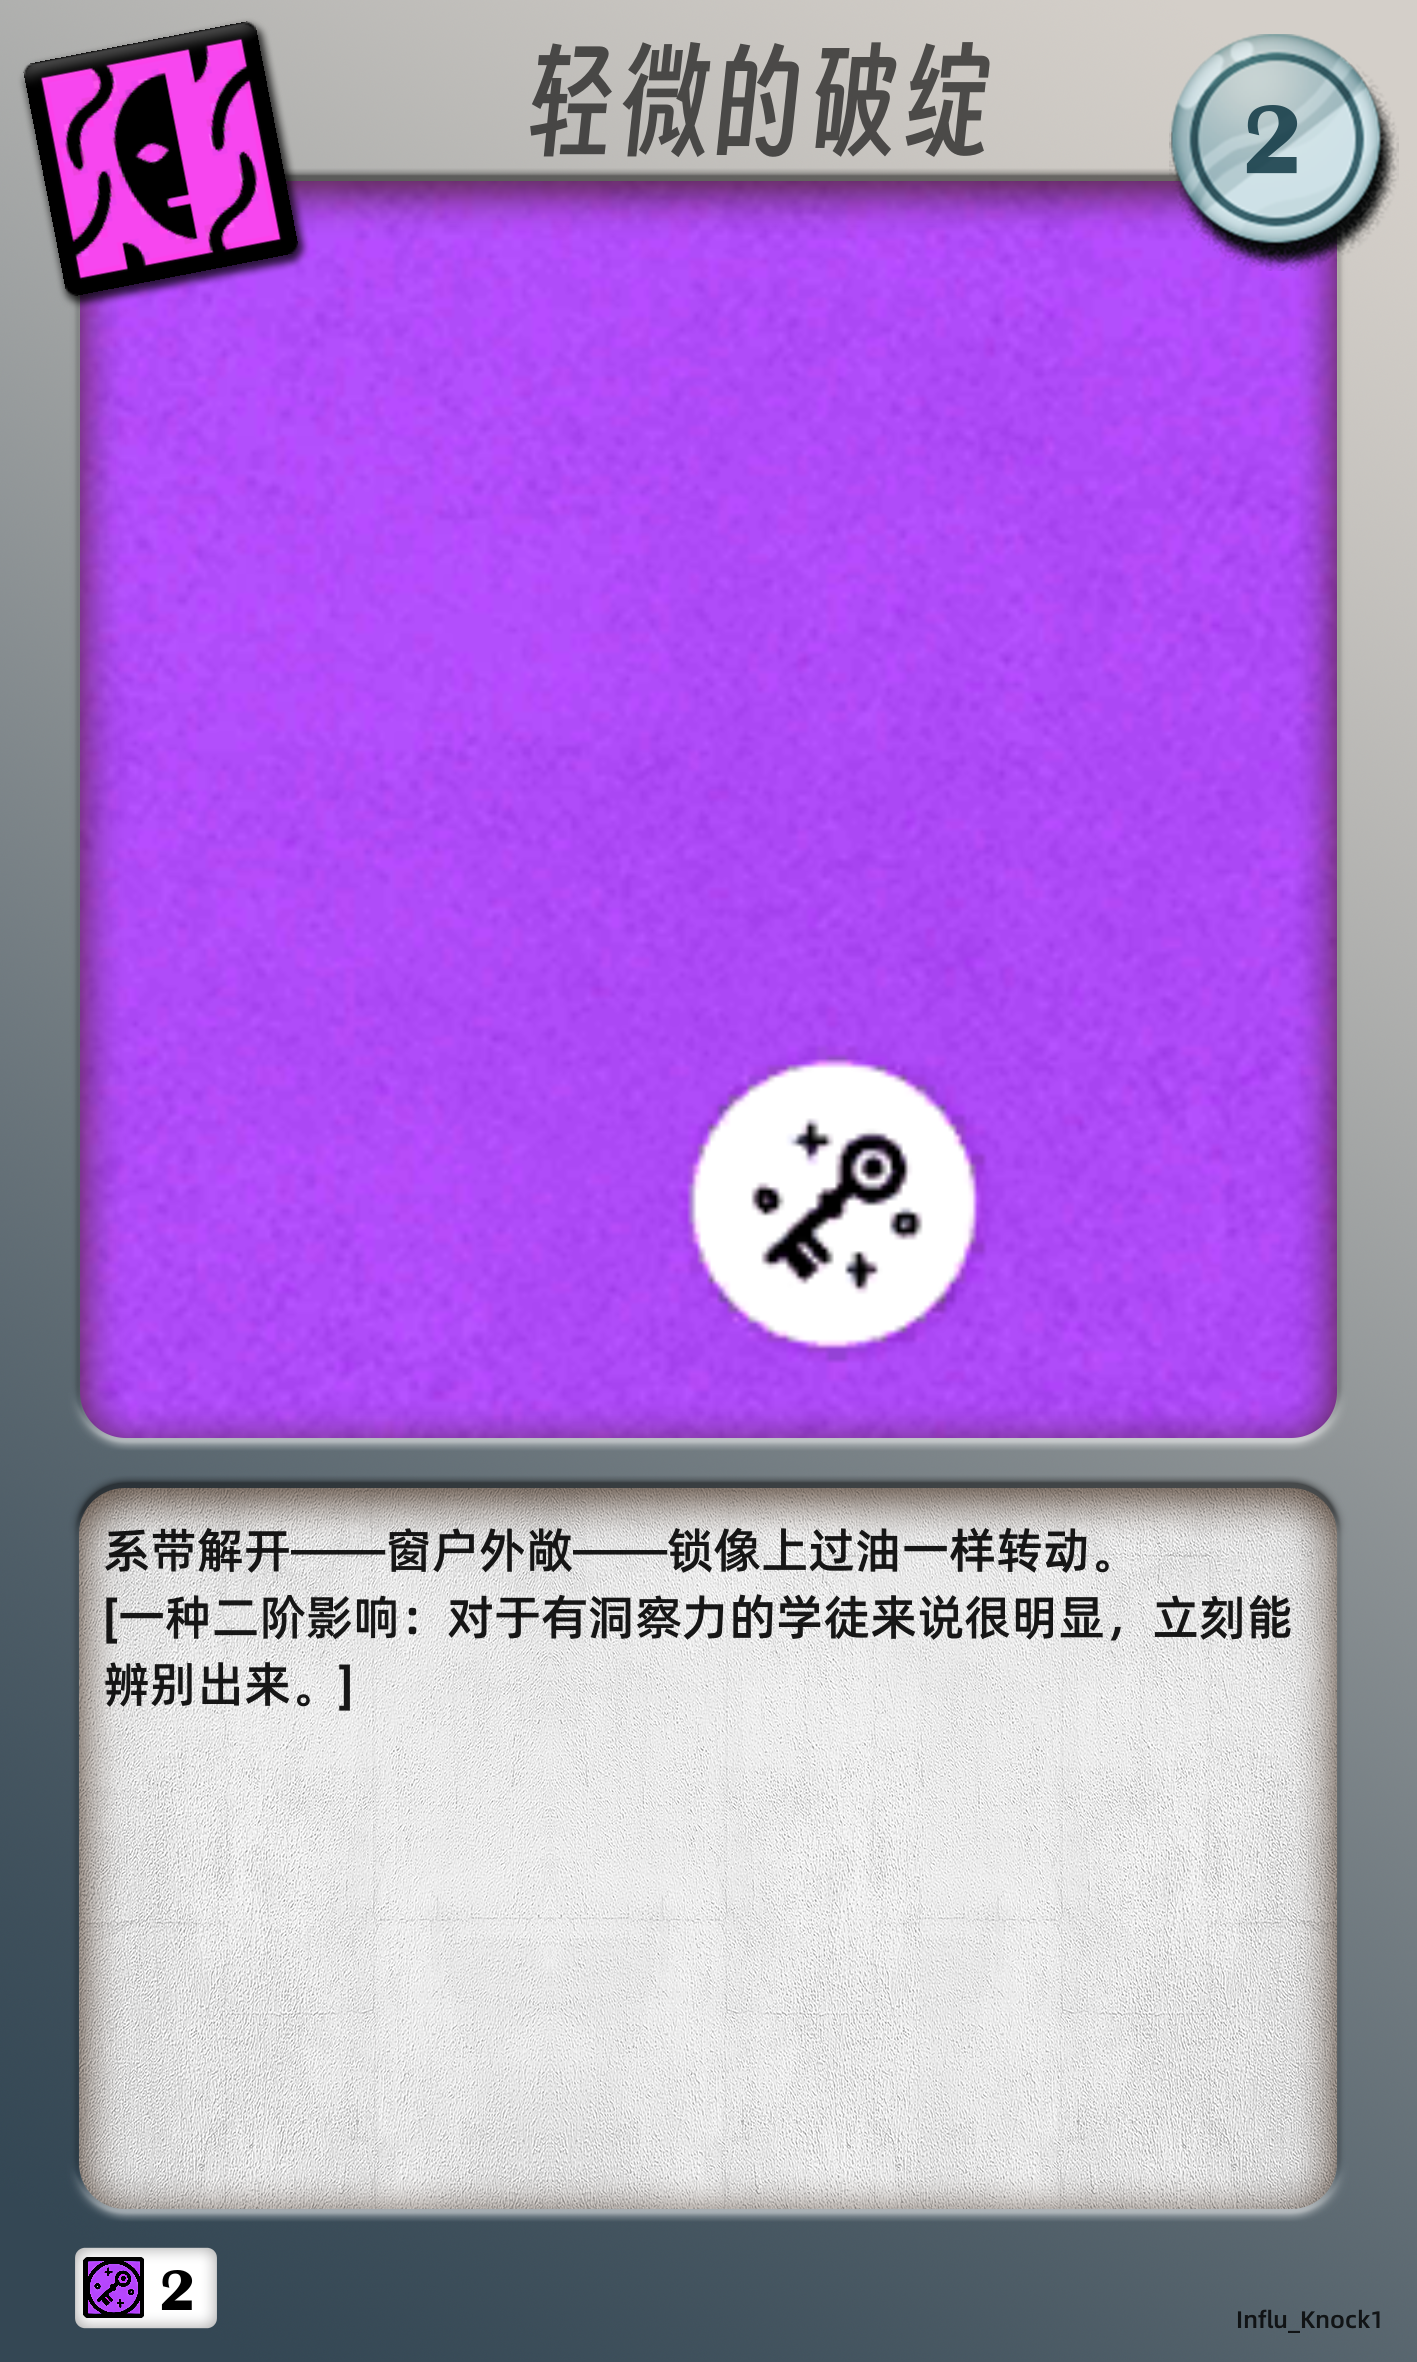 轻微的破绽
2
系带解开——窗户外敞——锁像上过油一样转动。
[一种二阶影响：对于有洞察力的学徒来说很明显，立刻能
辨别出来。]
2
Influ_Knock1